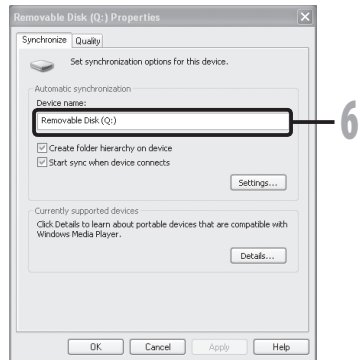 Removable Disk (Q:) Properties
Synchronize Quality
Set synchronization options for this device.
Automatic synchronization
Device name:
Removable Disk (Q:)
6
Create folder hierarchy on device
Start sync when device connects
Settings...
Currently supported devices
Click Details to learn about portable devices that are compatible with
Windows Media Player.
Details...
OK Cancel Apply Help